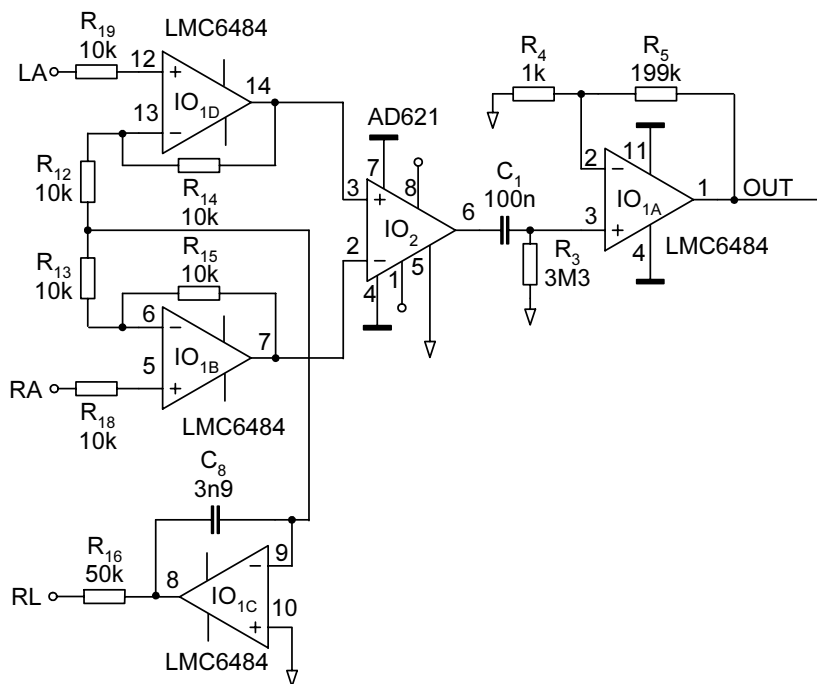 R19
10k
LMC6484
LA
12
+
IO1D
14
13
−
R12
10k
R14
10k
AD621
7
8
3
+
IO2
6
2
−
1
5
4
C1
100n
R3
3M3
R4
1k
R5
199k
2
−
11
IO1A
1
OUT
3
+
4
LMC6484
R13
10k
R15
10k
6
−
IO1B
7
5
+
RA
R18
10k
LMC6484
C8
3n9
R16
50k
RL
8
IO1C
9
−
10
+
LMC6484